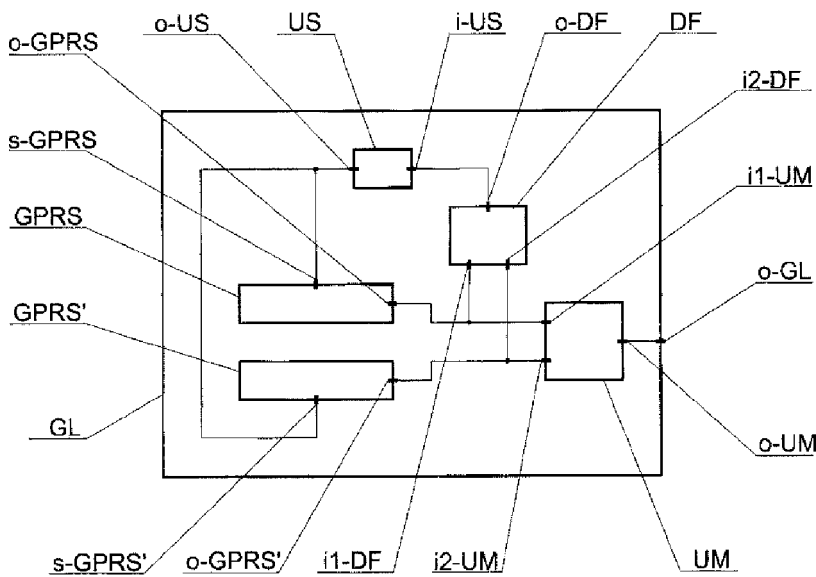 o-US US i-US o-DF DF
o-GPRS
i2-DF
s-GPRS
i1-UM
GPRS
o-GL
GPRS'
GL
o-UM
s-GPRS' o-GPRS' i1-DF i2-UM UM